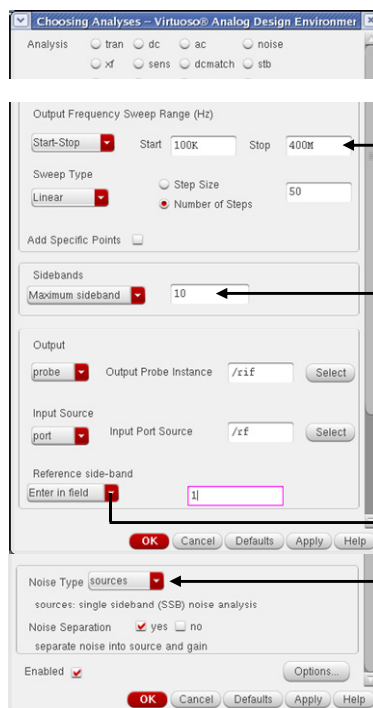 Choosing Analyses -- Virtuoso® Analog Design Environmer
Analysis tran dc ac noise
xf sens dcmatch stb
Output Frequency Sweep Range (Hz)
Start-Stop Start 100K Stop 400M
Sweep Type
Linear
Step Size
Number of Steps
50
Add Specific Points
Sidebands
Maximum sideband 10
Output
probe Output Probe Instance /rif Select
Input Source
port Input Port Source /rf Select
Reference side-band
Enter in field 1
OK Cancel Defaults Apply Help
Noise Type sources
sources: single sideband (SSB) noise analysis
Noise Separation yes no
separate noise into source and gain
Enabled Options...
OK Cancel Defaults Apply Help